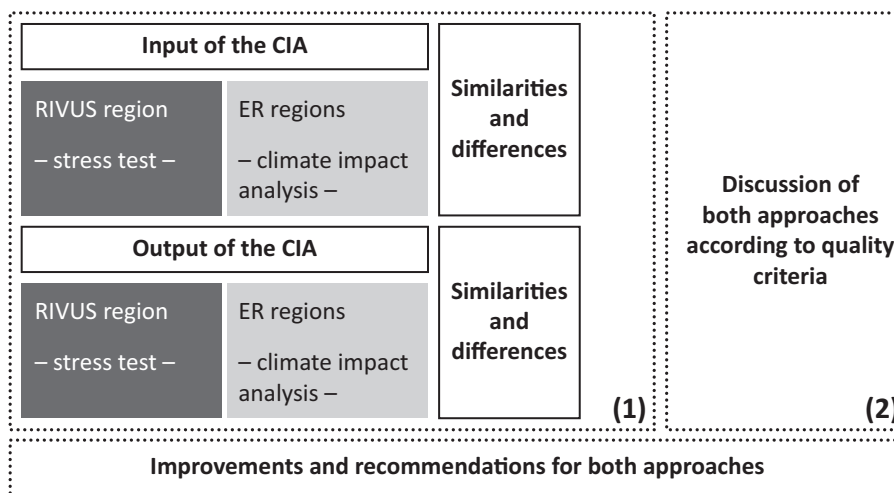 Input of the CIA
RIVUS region
– stress test –
ER regions
– climate impact
analysis –
Similarities
and
differences
Output of the CIA
RIVUS region
– stress test –
ER regions
– climate impact
analysis –
Similarities
and
differences
(1)
Discussion of
both approaches
according to quality
criteria
(2)
Improvements and recommendations for both approaches